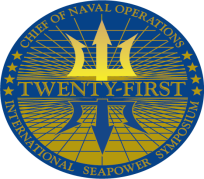 CHIEF OF NAVAL OPERATIONS
TWENTY-FIRST
INTERNATIONAL SEAPOWER SYMPOSIUM